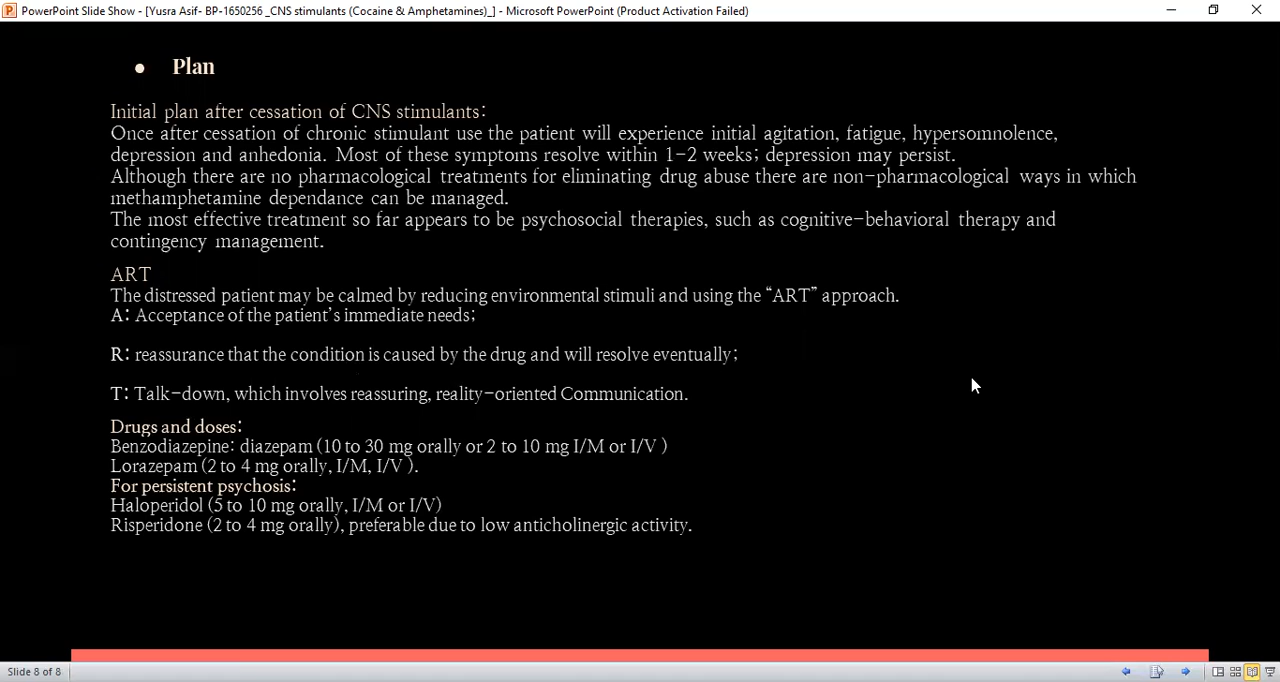 PowerPoint Slide Show - [Yusra Asif- BP-1650256 _CNS stimulants (Cocaine & Amphetamines)_] - Microsoft PowerPoint (Product Activation Failed)
• Plan
Initial plan after cessation of CNS stimulants:
Once after cessation of chronic stimulant use the patient will experience initial agitation, fatigue, hypersomnolence,
depression and anhedonia. Most of these symptoms resolve within 1-2 weeks; depression may persist.
Although there are no pharmacological treatments for eliminating drug abuse there are non-pharmacological ways in which
methamphetamine dependance can be managed.
The most effective treatment so far appears to be psychosocial therapies, such as cognitive-behavioral therapy and
contingency management.
ART
The distressed patient may be calmed by reducing environmental stimuli and using the “ART” approach.
A: Acceptance of the patient’s immediate needs;
R: reassurance that the condition is caused by the drug and will resolve eventually;
T: Talk-down, which involves reassuring, reality-oriented Communication.
Drugs and doses:
Benzodiazepine: diazepam (10 to 30 mg orally or 2 to 10 mg I/M or I/V )
Lorazepam (2 to 4 mg orally, I/M, I/V ).
For persistent psychosis:
Haloperidol (5 to 10 mg orally, I/M or I/V)
Risperidone (2 to 4 mg orally), preferable due to low anticholinergic activity.
Slide 8 of 8